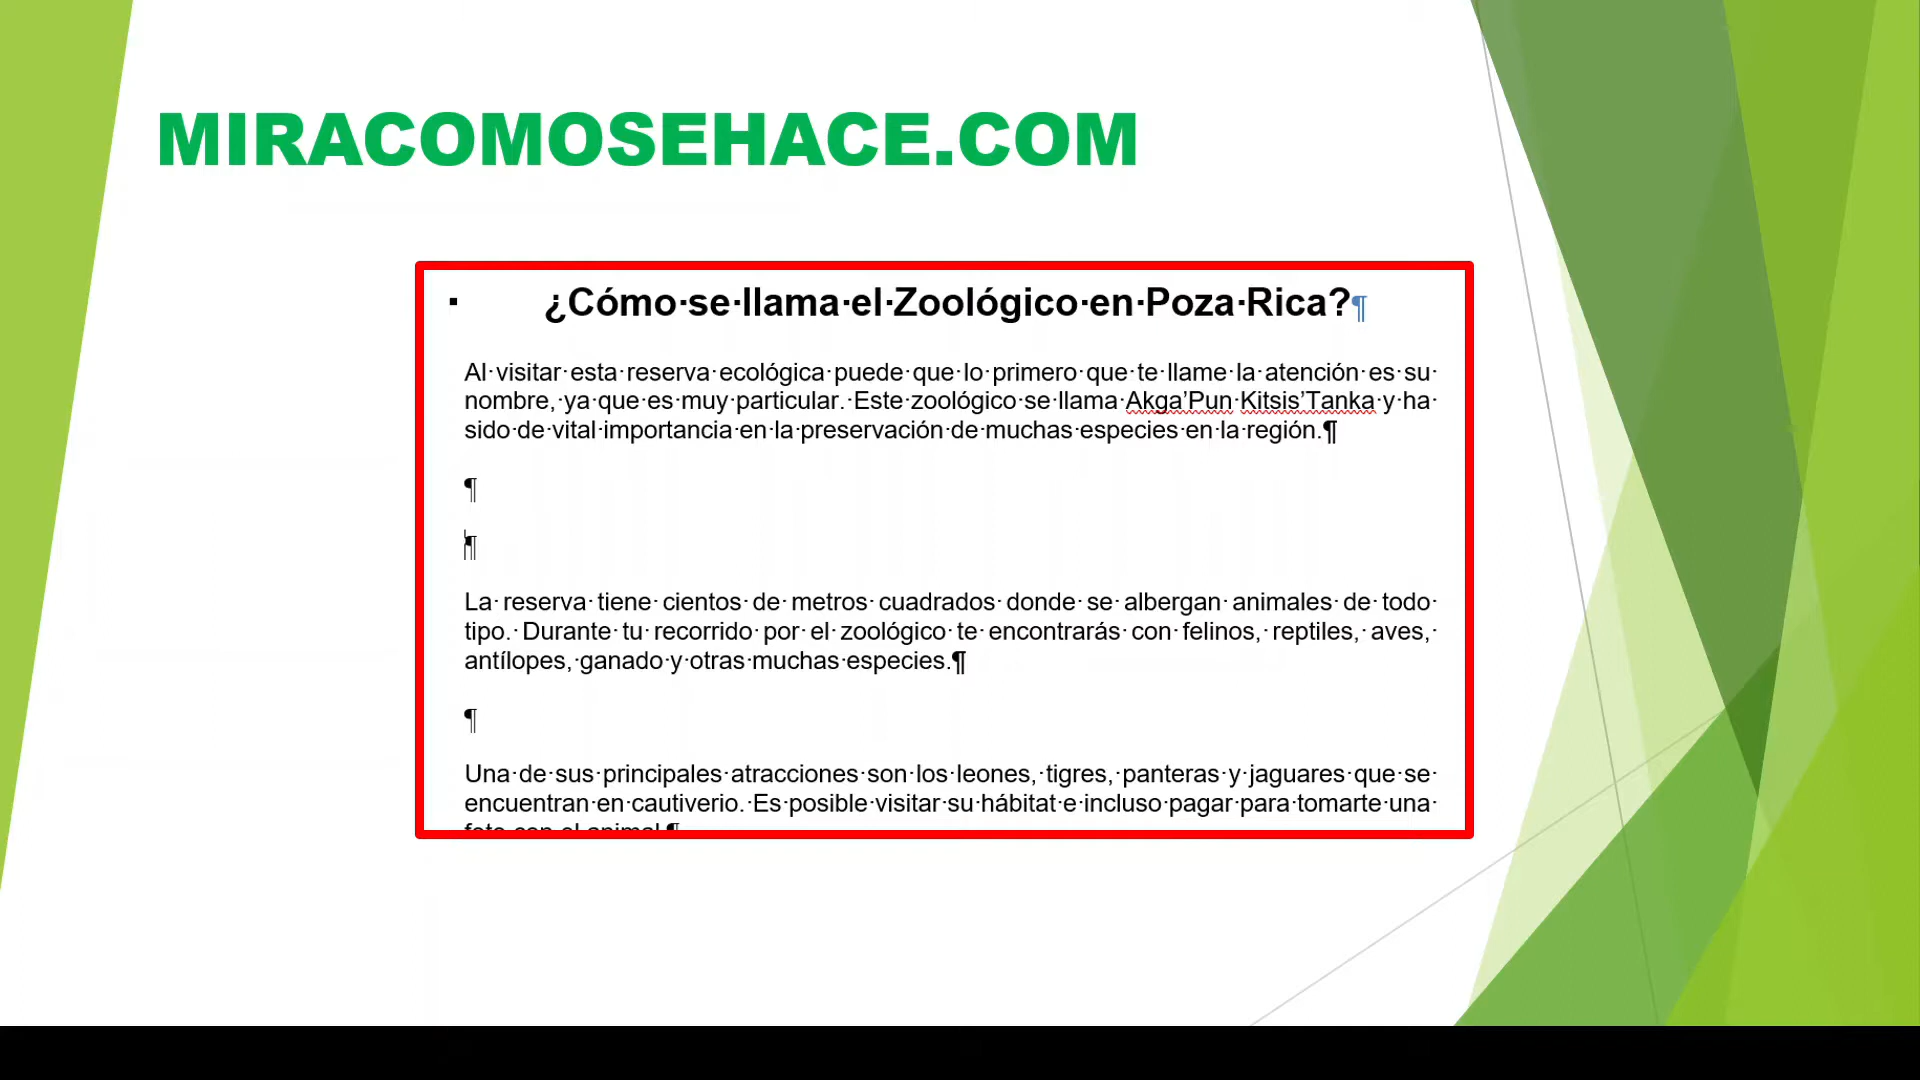 MIRACOMOSEHACE.COM
¿Cómo·se·llama·el·Zoológico·en·Poza·Rica?¶
Al·visitar·esta·reserva·ecológica·puede·que·lo·primero·que·te·llame·la·atención·es·su·
nombre,·ya·que·es·muy·particular.·Este·zoológico·se·llama·Akga’Pun·Kitsis’Tanka·y·ha·
sido·de·vital·importancia·en·la·preservación·de·muchas·especies·en·la·región.¶
¶
¶
La·reserva·tiene·cientos·de·metros·cuadrados·donde·se·albergan·animales·de·todo·
tipo.·Durante·tu·recorrido·por·el·zoológico·te·encontrarás·con·felinos,·reptiles,·aves,·
antílopes,·ganado·y·otras·muchas·especies.¶
¶
Una·de·sus·principales·atracciones·son·los·leones,·tigres,·panteras·y·jaguares·que·se·
encuentran·en·cautiverio.·Es·posible·visitar·su·hábitat·e·incluso·pagar·para·tomarte·una·
foto·con·el·animal.¶